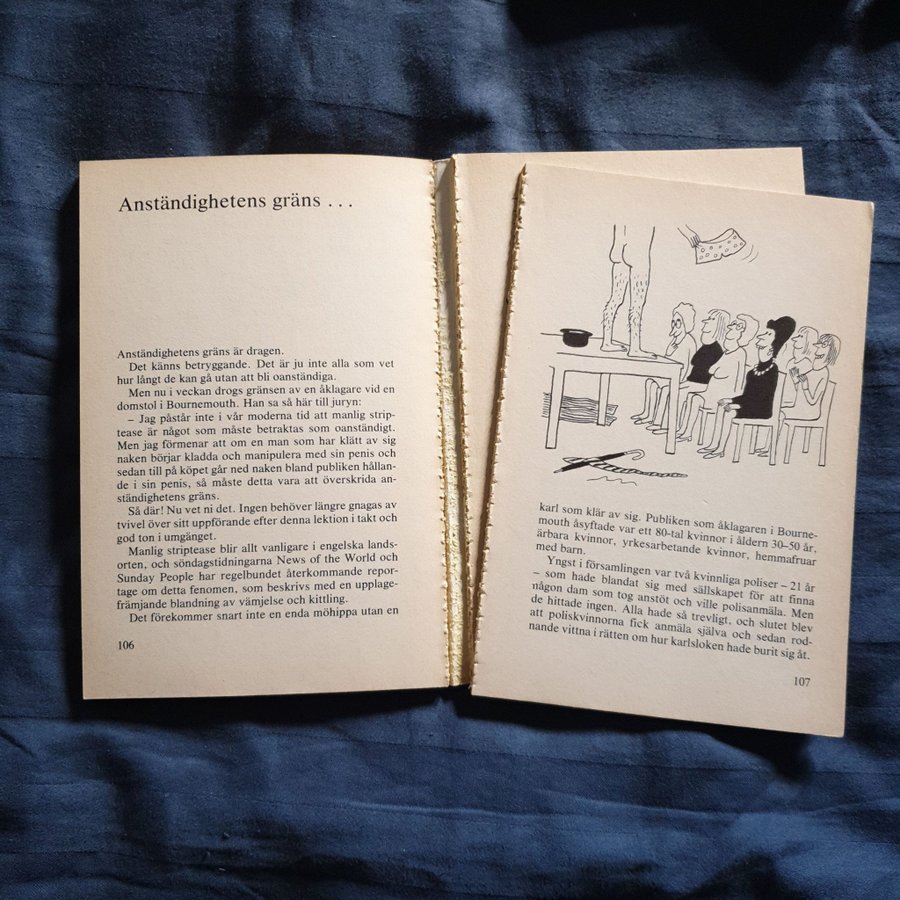 Anständighetens gräns . . .
Anständighetens gräns är dragen.
Det känns betryggande. Det är ju inte alla som vet
hur långt de kan gå utan att bli oanständiga.
Men nu i veckan drogs gränsen av en åklagare vid en
domstol i Bournemouth. Han sa så här till juryn:
– Jag påstår inte i vår moderna tid att manlig strip-
tease är något som måste betraktas som oanständigt.
Men jag förmenar att om en man som har klätt av sig
naken börjar kladda och manipulera med sin penis och
sedan till på köpet går ned naken bland publiken hållan-
de i sin penis, så måste detta vara att överskrida an-
ständighetens gräns.
Så där! Nu vet ni det. Ingen behöver längre gnagas av
tvivel över sitt uppförande efter denna lektion i takt och
god ton i umgänget.
Manlig striptease blir allt vanligare i engelska lands-
orten, och söndagstidningarna News of the World och
Sunday People har regelbundet återkommande repor-
tage om detta fenomen, som beskrivs med en upplage-
främjande blandning av vämjelse och kittling.
Det förekommer snart inte en enda möhippa utan en
106
karl som klär av sig. Publiken som åklagaren i Bourne-
mouth åsyftade var ett 80-tal kvinnor i åldern 30–50 år,
ärbara kvinnor, yrkesarbetande kvinnor, hemmafruar
med barn.
Yngst i församlingen var två kvinnliga poliser – 21 år
– som hade blandat sig med sällskapet för att finna
någon dam som tog anstöt och ville polisanmäla. Men
de hittade ingen. Alla hade så trevligt, och slutet blev
att poliskvinnorna fick anmäla själva och sedan rod-
nande vittna i rätten om hur karlsloken hade burit sig åt.
107